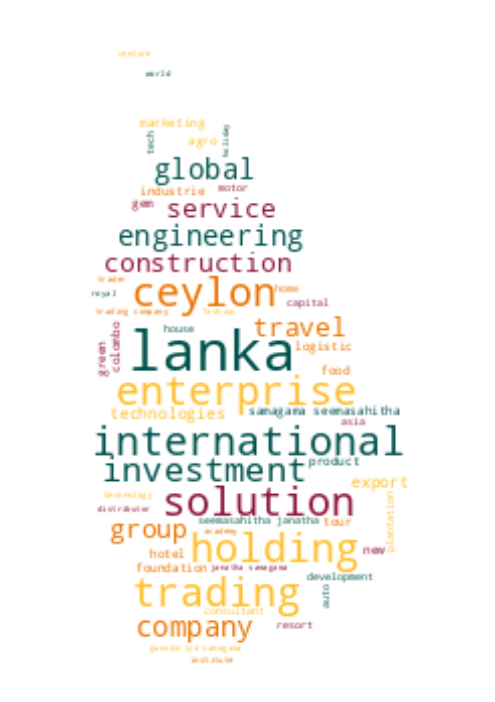 venture
world
marketing
tech
agro
holiday
global
industrie
motor
gem
service
engineering
construction
trader
ceylon
home
royal
capital
trading company
fashion
house
travel
green
colombo
lanka
logistic
food
enterprise
technologies
samagama seemasahitha
asia
international
investment
product
export
technology
solution
distributor
plantation
group
seemasahitha janatha
tour
academy
holding
new
hotel
foundation
janatha samagama
development
trading
auto
consultant
company
resort
institute